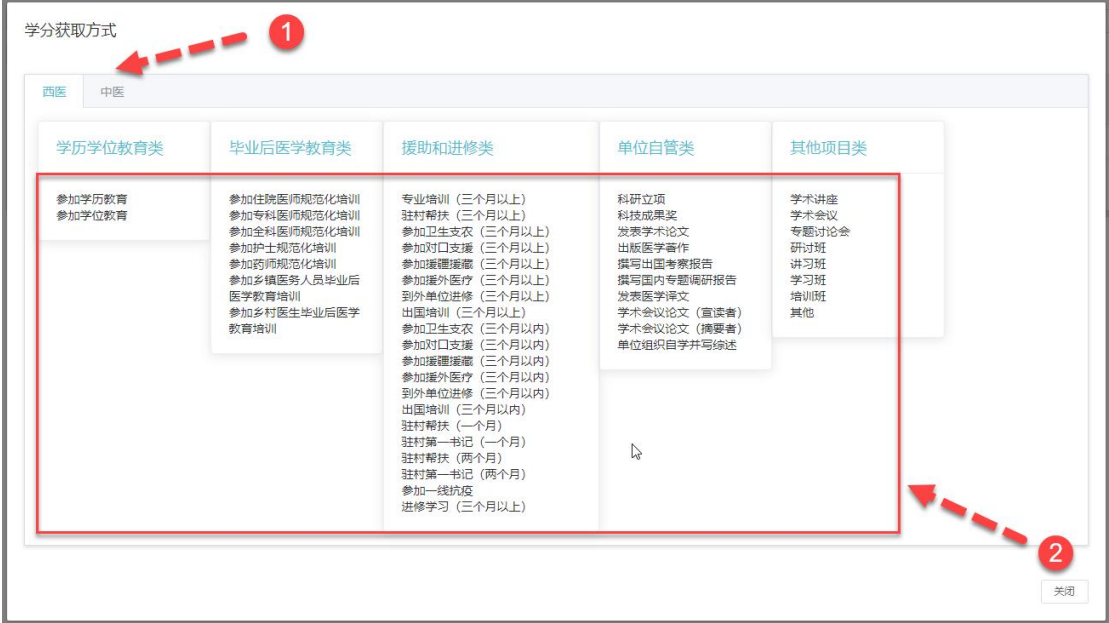 学分获取方式
1
西医
中医
学历学位教育类
参加学历教育
参加学位教育
毕业后医学教育类
参加住院医师规范化培训
参加专科医师规范化培训
参加全科医师规范化培训
参加护士规范化培训
参加药师规范化培训
参加乡镇医务人员毕业后
医学教育培训
参加乡村医生毕业后医学
教育培训
援助和进修类
专业培训（三个月以上）
驻村帮扶（三个月以上）
参加卫生支农（三个月以上）
参加对口支援（三个月以上）
参加援疆援藏（三个月以上）
参加援外医疗（三个月以上）
到外单位进修（三个月以上）
出国培训（三个月以上）
参加卫生支农（三个月以内）
参加对口支援（三个月以内）
参加援疆援藏（三个月以内）
参加援外医疗（三个月以内）
到外单位进修（三个月以内）
出国培训（三个月以内）
驻村帮扶（一个月）
驻村第一书记（一个月）
驻村帮扶（两个月）
驻村第一书记（两个月）
参加一线抗疫
进修学习（三个月以上）
单位自管类
科研立项
科技成果奖
发表学术论文
出版医学著作
撰写出国考察报告
撰写国内专题调研报告
发表医学译文
学术会议论文（宣读者）
学术会议论文（摘要者）
单位组织自学并写综述
其他项目类
学术讲座
学术会议
专题讨论会
研讨班
讲习班
学习班
培训班
其他
2
关闭